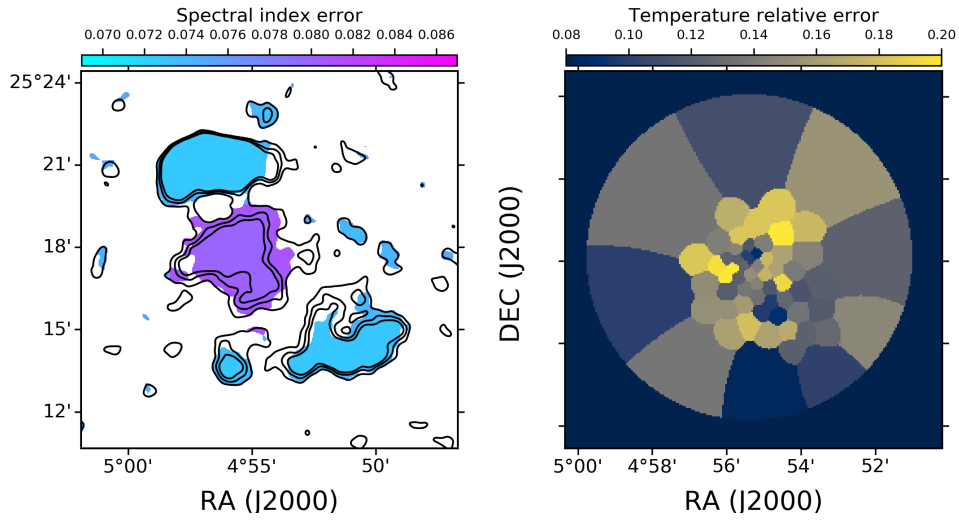 Spectral index error
0.070 0.072 0.074 0.076 0.078 0.080 0.082 0.084 0.086
25°24'
21'
18'
15'
12'
5°00' 4°55' 50'
RA (J2000)
Temperature relative error
0.08 0.10 0.12 0.14 0.16 0.18 0.20
DEC (J2000)
5°00' 4°58' 56' 54' 52'
RA (J2000)